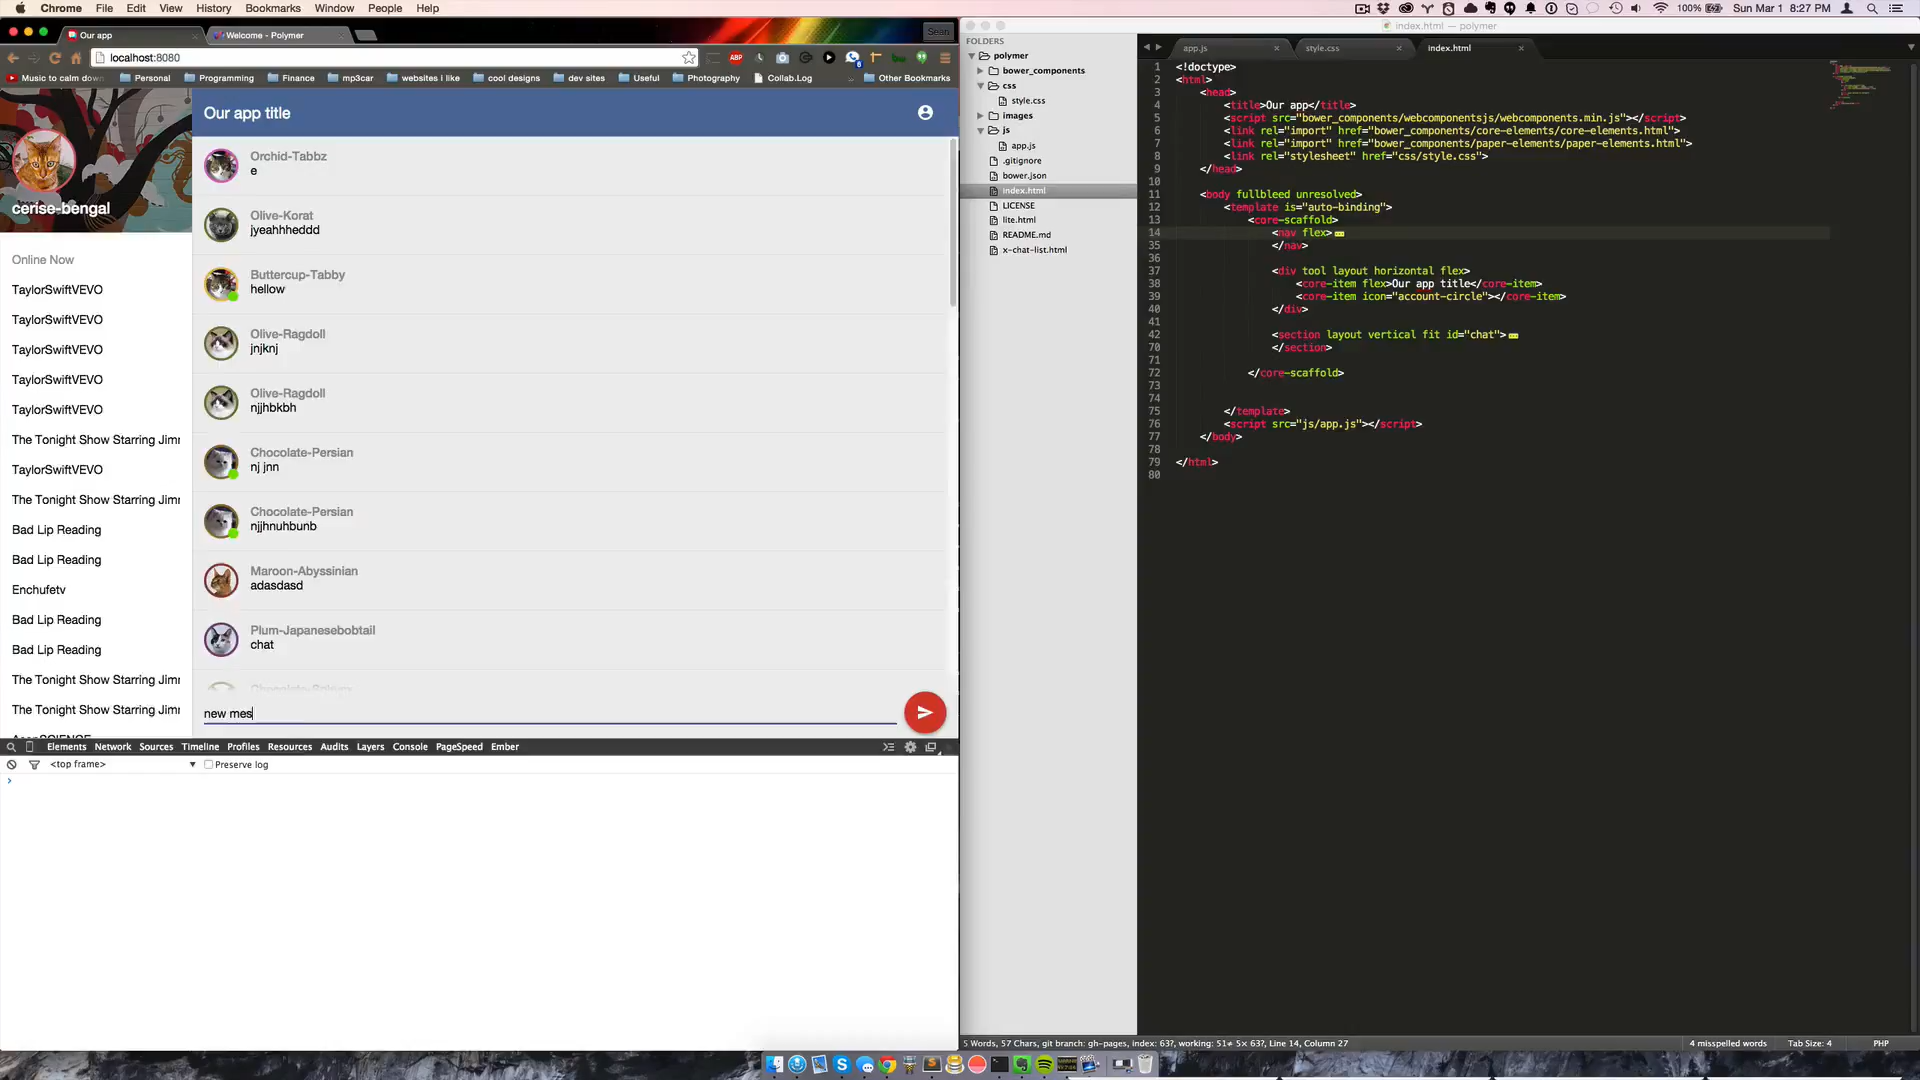 Chrome File Edit View History Bookmarks Window People Help
100% Sun Mar 1 8:27 PM
Our app
Welcome - Polymer
Sean
localhost:8080
Music to calm down Personal Programming Finance mp3car websites i like cool designs dev sites Useful Photography Collab.Log Other Bookmarks
cerise-bengal
Online Now
TaylorSwiftVEVO
TaylorSwiftVEVO
TaylorSwiftVEVO
TaylorSwiftVEVO
TaylorSwiftVEVO
The Tonight Show Starring Jimm
TaylorSwiftVEVO
The Tonight Show Starring Jimm
Bad Lip Reading
Bad Lip Reading
Enchufetv
Bad Lip Reading
Bad Lip Reading
The Tonight Show Starring Jimm
The Tonight Show Starring Jimm
Our app title
Orchid-Tabbz
e
Olive-Korat
jyeahhheddd
Buttercup-Tabby
hellow
Olive-Ragdoll
jnjknj
Olive-Ragdoll
njjhbkbh
Chocolate-Persian
nj jnn
Chocolate-Persian
njjhnuhbunb
Maroon-Abyssinian
adasdasd
Plum-Japanesebobtail
chat
new mes
Elements Network Sources Timeline Profiles Resources Audits Layers Console PageSpeed Ember
<top frame> Preserve log
index.html — polymer
FOLDERS
polymer
bower_components
css
style.css
images
js
app.js
.gitignore
bower.json
index.html
LICENSE
lite.html
README.md
x-chat-list.html
app.js style.css index.html
1 <!doctype>
2 <html>
3 <head>
4 <title>Our app</title>
5 <script src="bower_components/webcomponentsjs/webcomponents.min.js"></script>
6 <link rel="import" href="bower_components/core-elements/core-elements.html">
7 <link rel="import" href="bower_components/paper-elements/paper-elements.html">
8 <link rel="stylesheet" href="css/style.css">
9 </head>
10
11 <body fullbleed unresolved>
12 <template is="auto-binding">
13 <core-scaffold>
14 <nav flex>
35 </nav>
36
37 <div tool layout horizontal flex>
38 <core-item flex>Our app title</core-item>
39 <core-item icon="account-circle"></core-item>
40 </div>
41
42 <section layout vertical fit id="chat">
70 </section>
71
72 </core-scaffold>
73
74
75 </template>
76 <script src="js/app.js"></script>
77 </body>
78
79 </html>
80
5 Words, 57 Chars, git branch: gh-pages, index: 63?, working: 51≠ 5× 63?, Line 14, Column 27
4 misspelled words Tab Size: 4 PHP